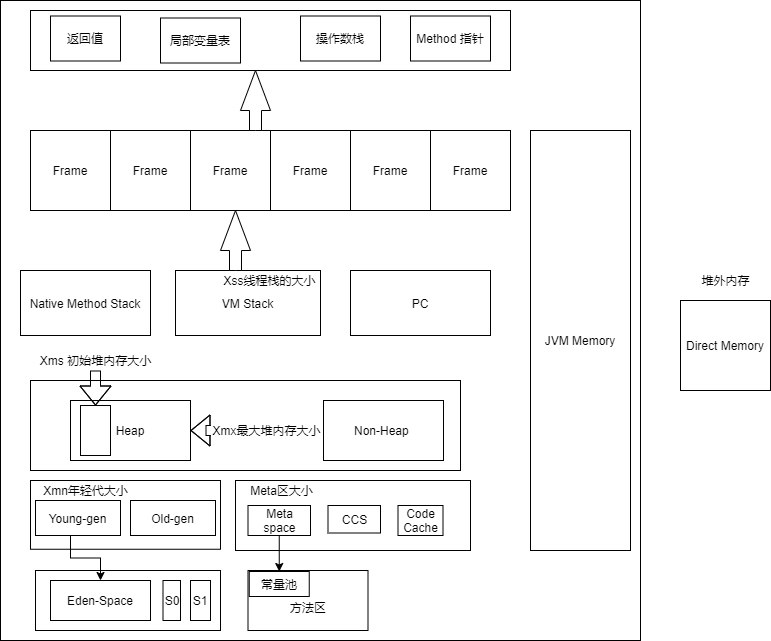 返回值
局部变量表
操作数栈
Method 指针
Frame
Frame
Frame
Frame
Frame
Frame
Xss线程栈的大小
Native Method Stack
VM Stack
PC
JVM Memory
堆外内存
Direct Memory
Xms 初始堆内存大小
Heap
Xmx最大堆内存大小
Non-Heap
Xmn年轻代大小
Young-gen
Old-gen
Meta区大小
Meta
space
CCS
Code
Cache
Eden-Space
S0
S1
常量池
方法区